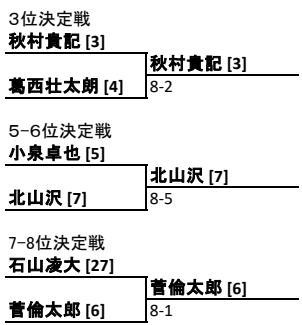 3位決定戦
秋村貴記 [3]
秋村貴記 [3]
葛西壮太朗 [4]
8-2
5-6位決定戦
小泉卓也 [5]
北山沢 [7]
北山沢 [7]
8-5
7-8位決定戦
石山凌大 [27]
菅倫太郎 [6]
菅倫太郎 [6]
8-1